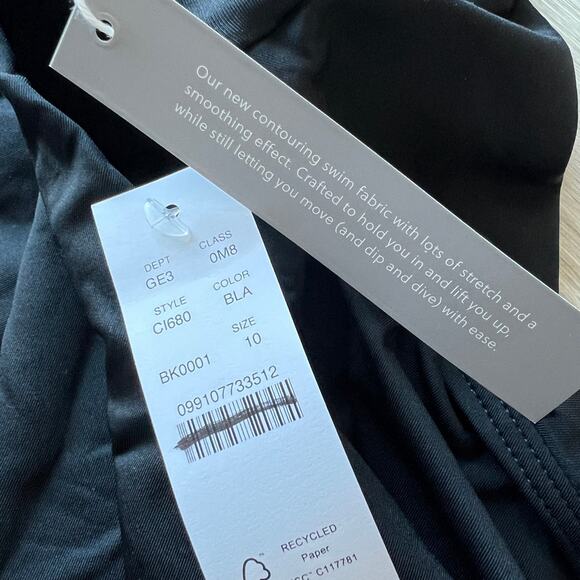 Our new contouring swim fabric with lots of stretch and a
smoothing effect. Crafted to hold you in and lift you up,
while still letting you move (and dip and dive) with ease.
DEPT CLASS
GE3 0M8
STYLE COLOR
CI680 BLA
SIZE
BK0001 10
099107733512
RECYCLED
Paper
C117781